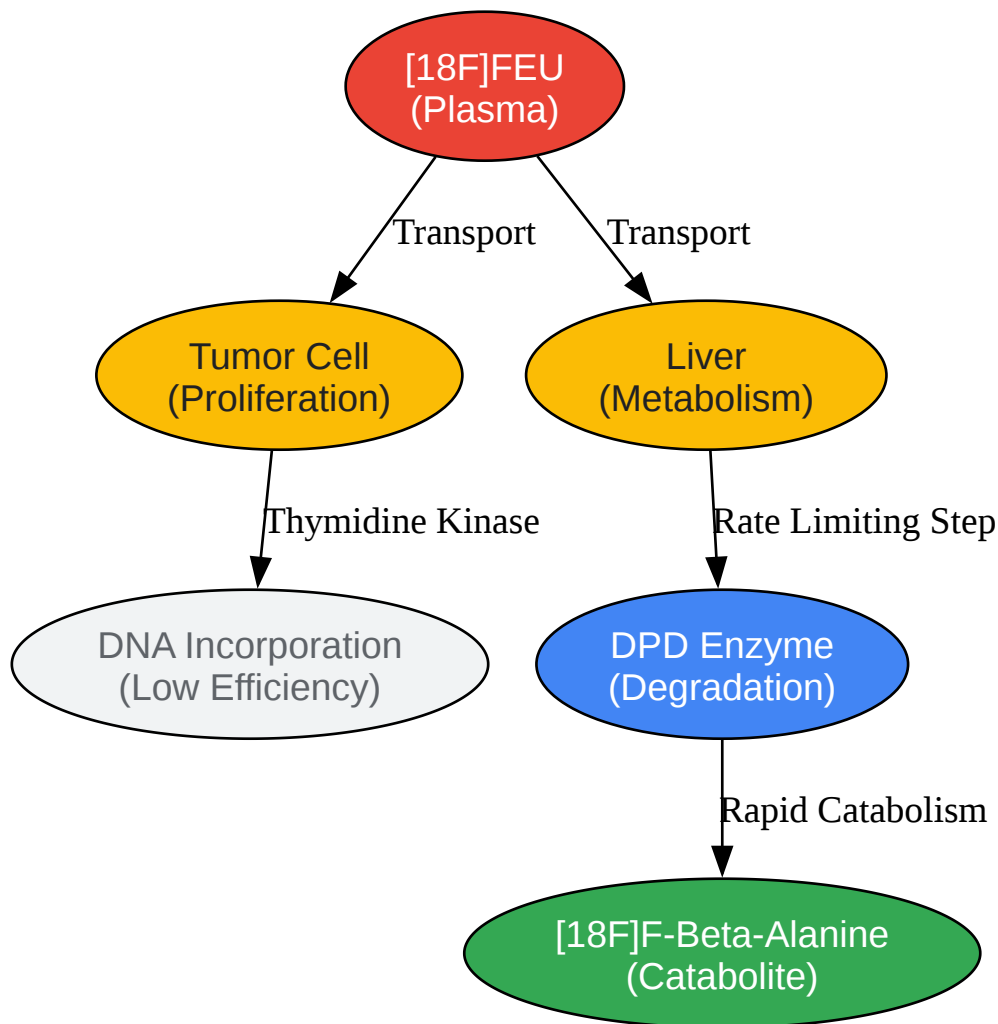 [18F]FEU
(Plasma)
Transport
Transport
Tumor Cell
(Proliferation)
Liver
(Metabolism)
Thymidine Kinase
Rate Limiting Step
DNA Incorporation
(Low Efficiency)
DPD Enzyme
(Degradation)
Rapid Catabolism
[18F]F-Beta-Alanine
(Catabolite)